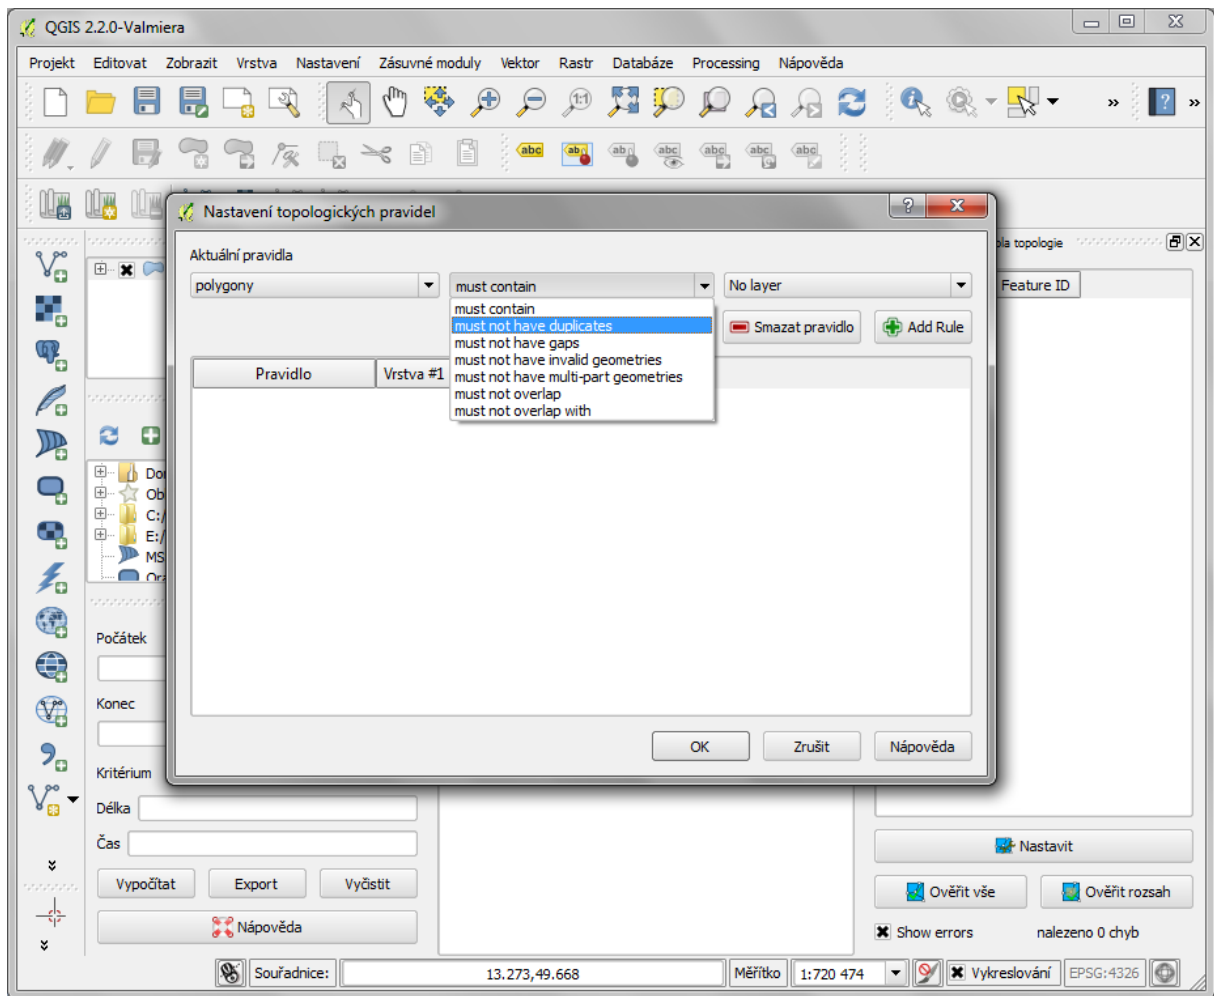 QGIS 2.2.0-Valmiera
Projekt Editovat Zobrazit Vrstva Nastavení Zásuvné moduly Vektor Rastr Databáze Processing Nápověda
abc
Nastavení topologických pravidel
Aktuální pravidla
polygony must contain No layer
must contain
must not have duplicates
must not have gaps
must not have invalid geometries
must not have multi-part geometries
must not overlap
must not overlap with
Smazat pravidlo Add Rule
Pravidlo Vrstva #1
topologie
Feature ID
C:/
E:/
MS
Počátek
Konec
Kritérium
OK Zrušit Nápověda
Délka
Čas
Vypočítat Export Vyčistit
Nápověda
Nastavit
Ověřit vše Ověřit rozsah
Show errors nalezeno 0 chyb
Souřadnice: 13.273,49.668 Měřítko 1:720 474 Vykreslování EPSG:4326